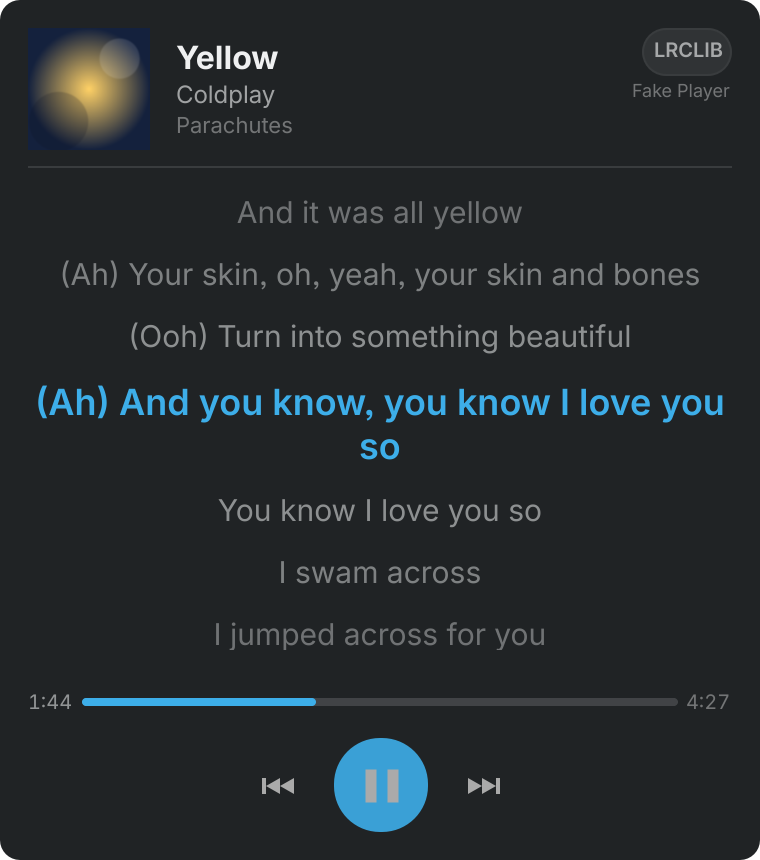 Yellow
LRCLIB
Coldplay
Fake Player
Parachutes
And it was all yellow
(Ah) Your skin, oh, yeah, your skin and bones
(Ooh) Turn into something beautiful
(Ah) And you know, you know I love you
so
You know I love you so
I swam across
I jumped across for you
1:44
4:27